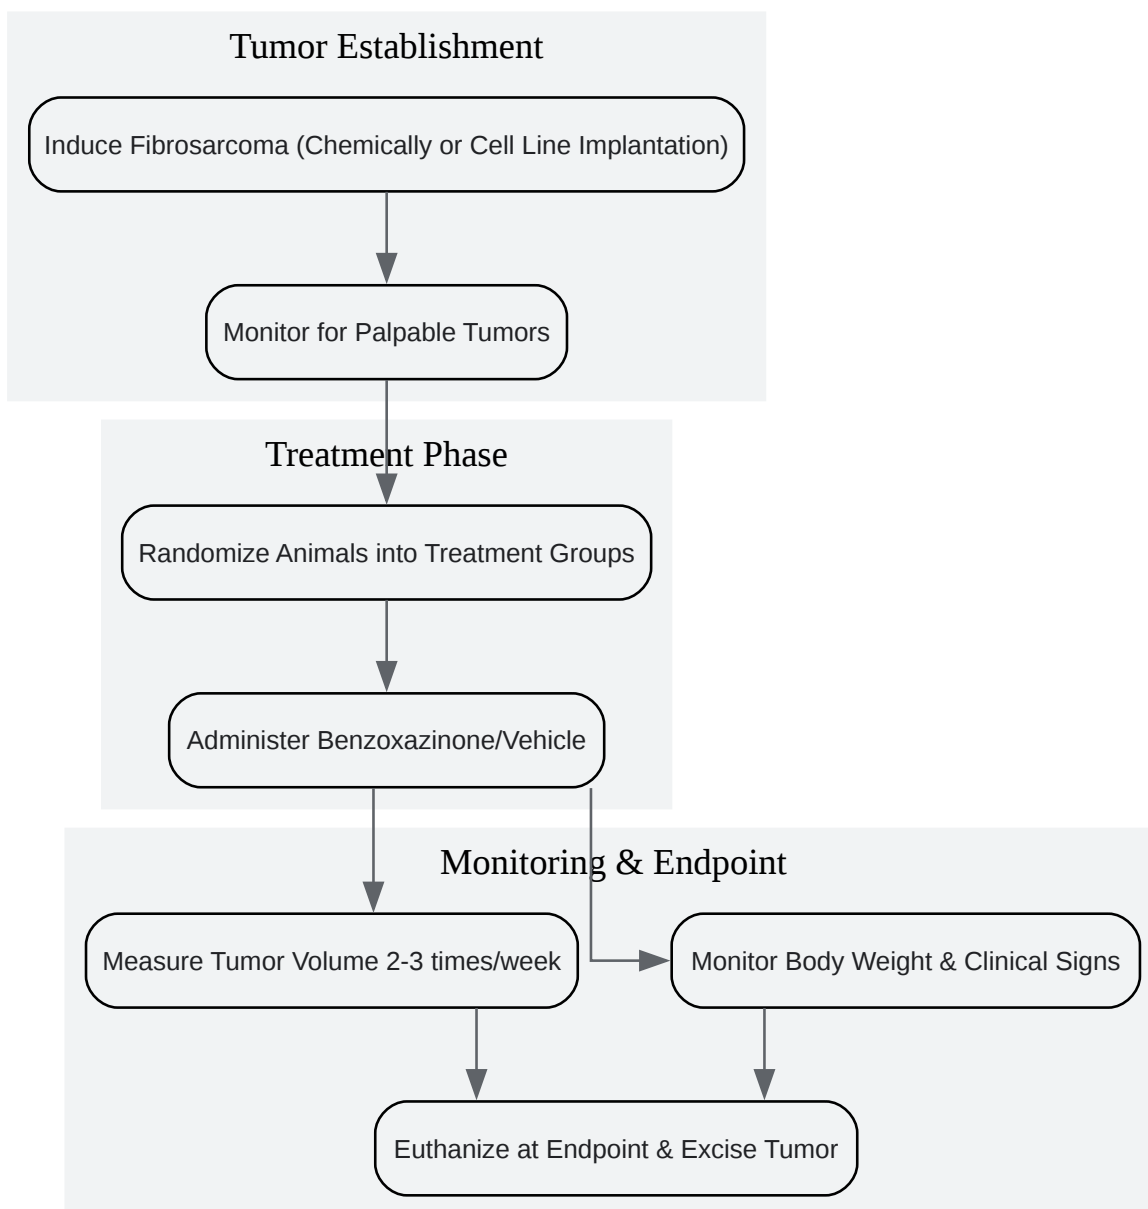 Tumor Establishment
Induce Fibrosarcoma (Chemically or Cell Line Implantation)
Monitor for Palpable Tumors
Treatment Phase
Randomize Animals into Treatment Groups
Administer Benzoxazinone/Vehicle
Monitoring & Endpoint
Measure Tumor Volume 2-3 times/week
Monitor Body Weight & Clinical Signs
Euthanize at Endpoint & Excise Tumor